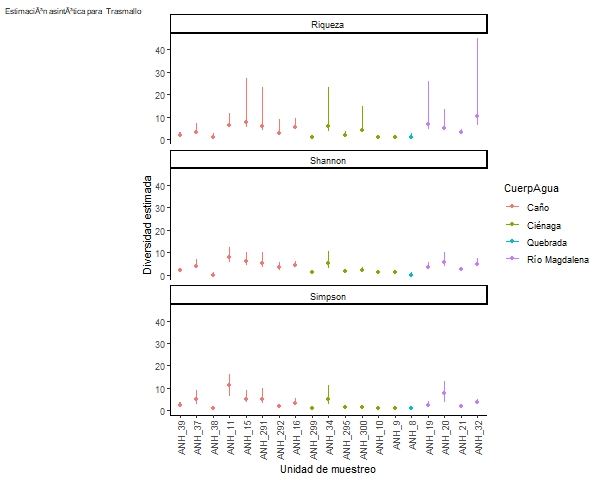 EstimaciÃ³n asintÃ³tica para Trasmallo
Riqueza
40
30
20
10
0
Shannon
40
30
20
10
0
Simpson
40
30
20
10
0
Diversidad estimada
ANH_39
ANH_37
ANH_38
ANH_11
ANH_15
ANH_291
ANH_292
ANH_16
ANH_299
ANH_34
ANH_295
ANH_300
ANH_10
ANH_9
ANH_8
ANH_19
ANH_20
ANH_21
ANH_32
Unidad de muestreo
CuerpAgua
Caño
Ciénaga
Quebrada
Río Magdalena